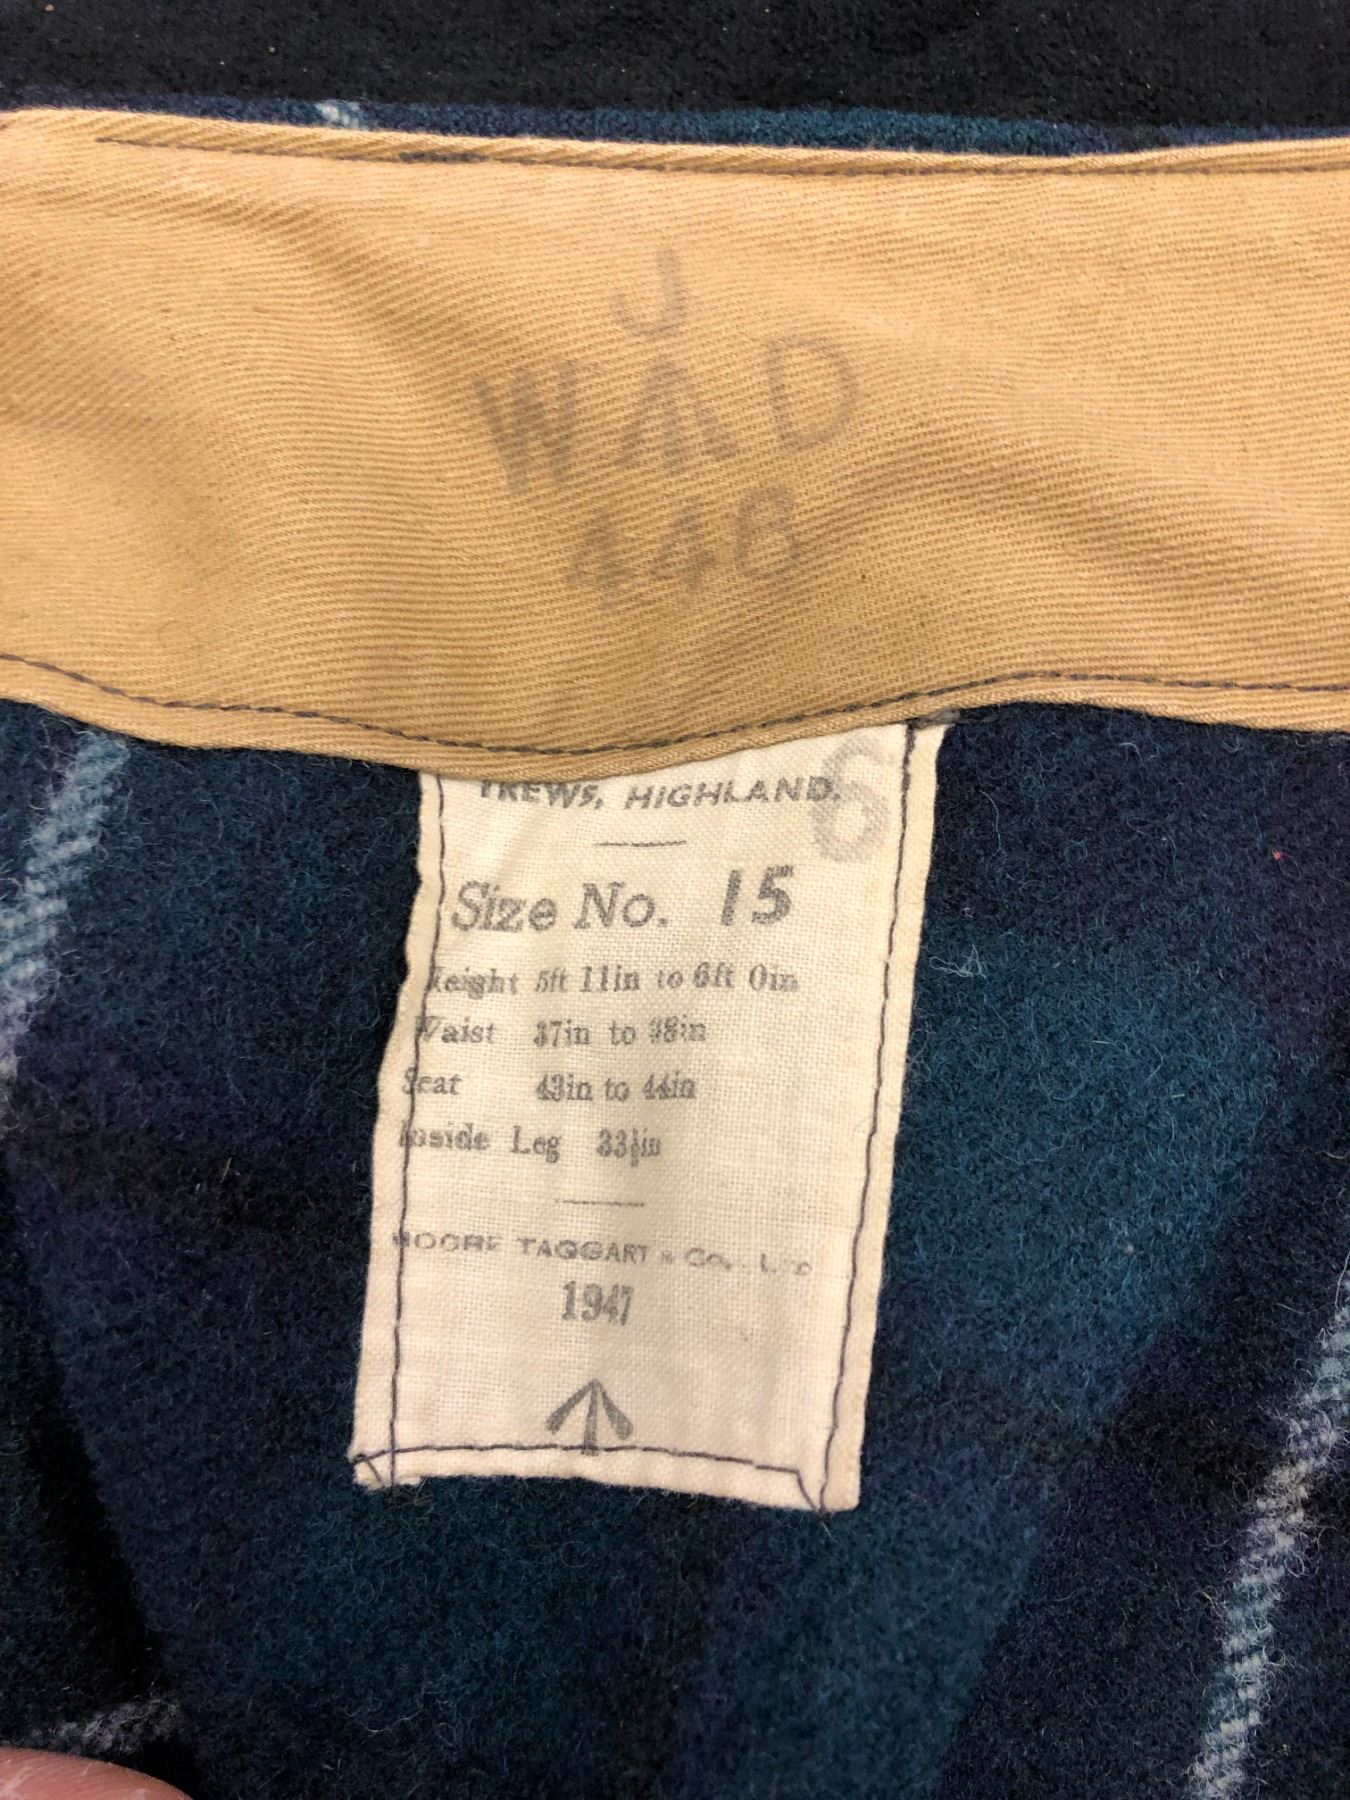 J
W D
448
TREWS, HIGHLAND. 6
Size No. 15
Height 5ft 11in to 6ft 0in
Waist 37in to 38in
Seat 43in to 44in
Inside Leg 33½in
MOORE TAGGART & Co. LTD
1947